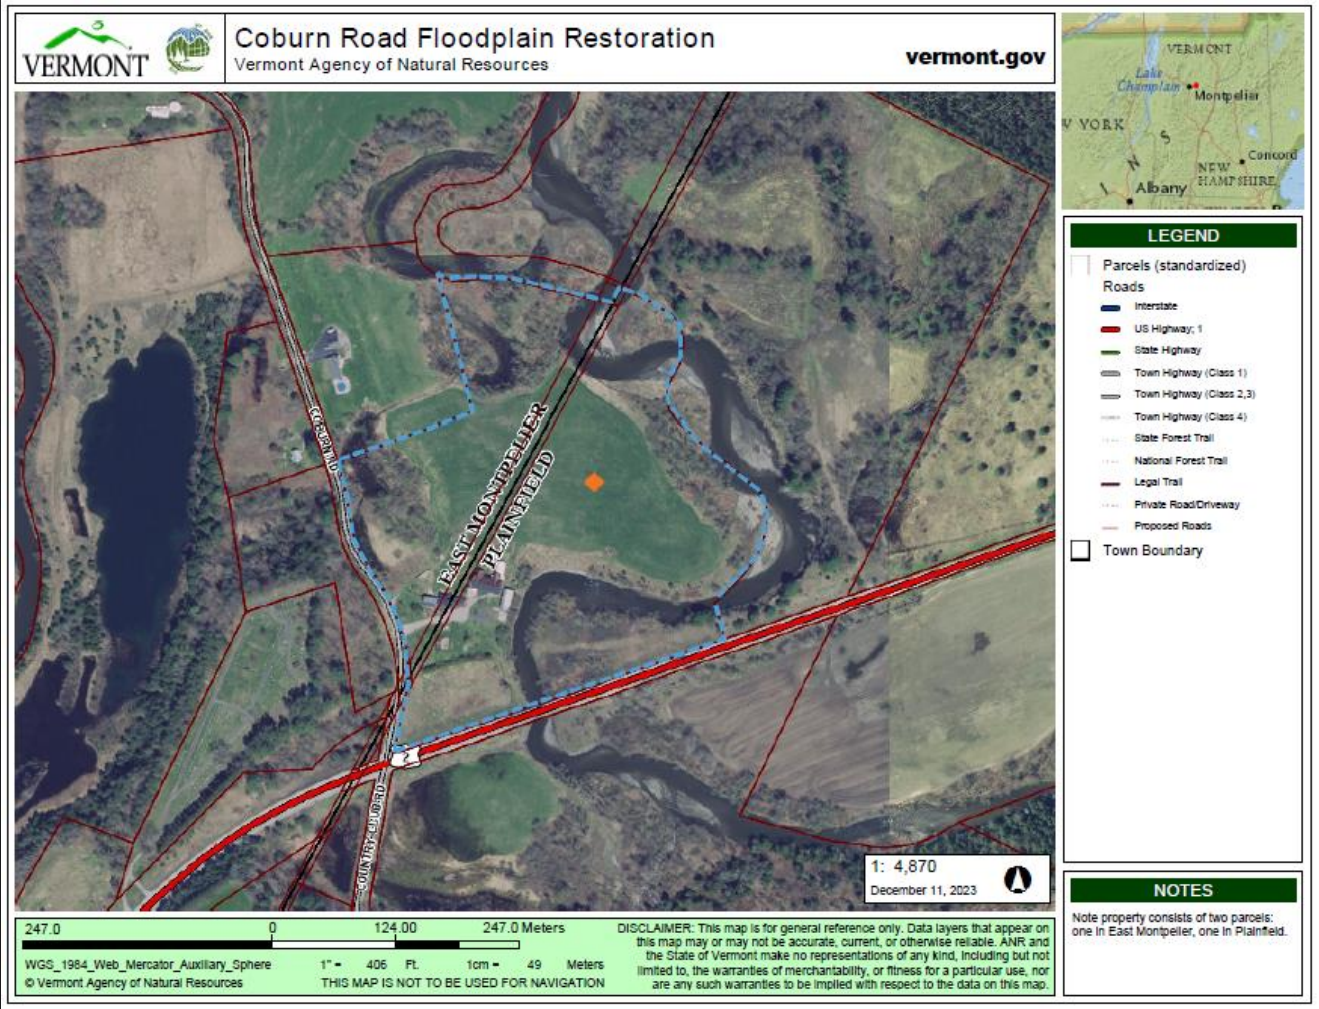 VERMONT
Coburn Road Floodplain Restoration
Vermont Agency of Natural Resources
vermont.gov
VERMONT
Lake
Champlain
Montpelier
W YORK
N S
I
Concord
NEW
HAMPSHIRE
Albany
COBURN RD
EAST MONTPELIER
PLAINFIELD
2
COUNTRY CLUB RD
1: 4,870
December 11, 2023
LEGEND
Parcels (standardized)
Roads
Interstate
US Highway; 1
State Highway
Town Highway (Class 1)
Town Highway (Class 2,3)
Town Highway (Class 4)
State Forest Trail
National Forest Trail
Legal Trail
Private Road/Driveway
Proposed Roads
Town Boundary
NOTES
Note property consists of two parcels:
one in East Montpelier, one in Plainfield.
247.0 0 124.00 247.0 Meters
WGS_1984_Web_Mercator_Auxiliary_Sphere
1" = 406 Ft. 1cm = 49 Meters
© Vermont Agency of Natural Resources
THIS MAP IS NOT TO BE USED FOR NAVIGATION
DISCLAIMER: This map is for general reference only. Data layers that appear on
this map may or may not be accurate, current, or otherwise reliable. ANR and
the State of Vermont make no representations of any kind, including but not
limited to, the warranties of merchantability, or fitness for a particular use, nor
are any such warranties to be implied with respect to the data on this map.